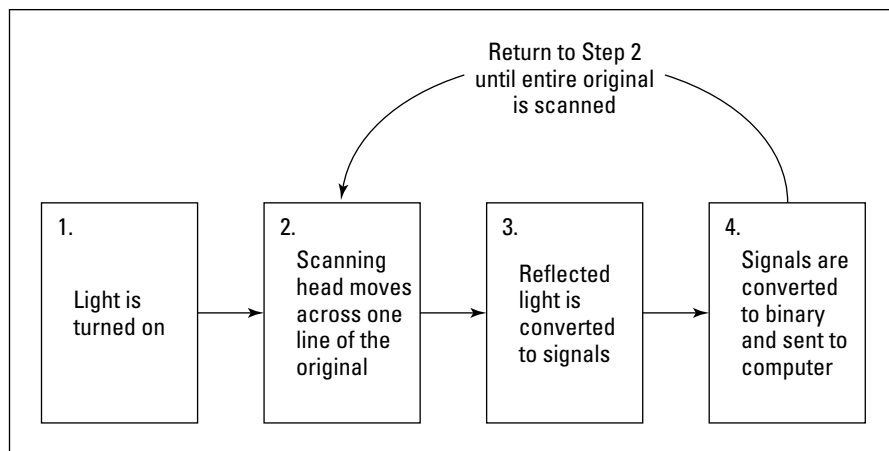 Return to Step 2
until entire original
is scanned
1.
Light is
turned on
2.
Scanning
head moves
across one
line of the
original
3.
Reflected
light is
converted
to signals
4.
Signals are
converted
to binary
and sent to
computer